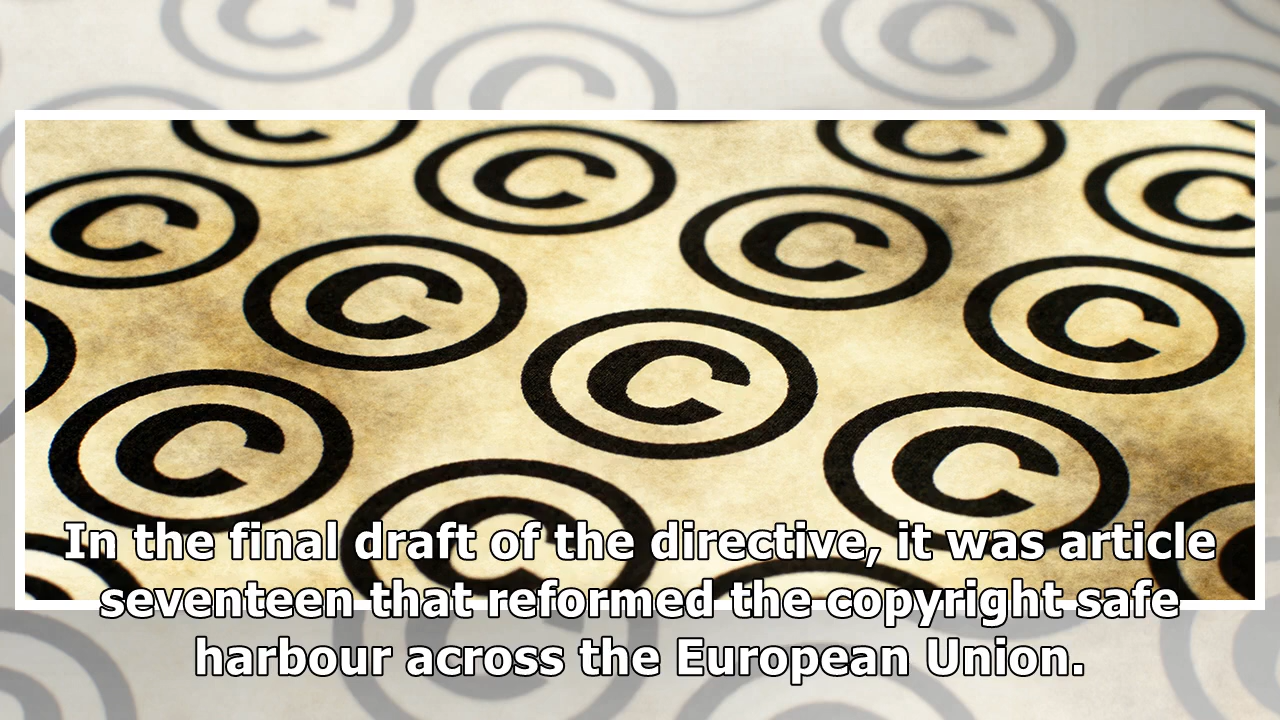 In the final draft of the directive, it was article
seventeen that reformed the copyright safe
harbour across the European Union.